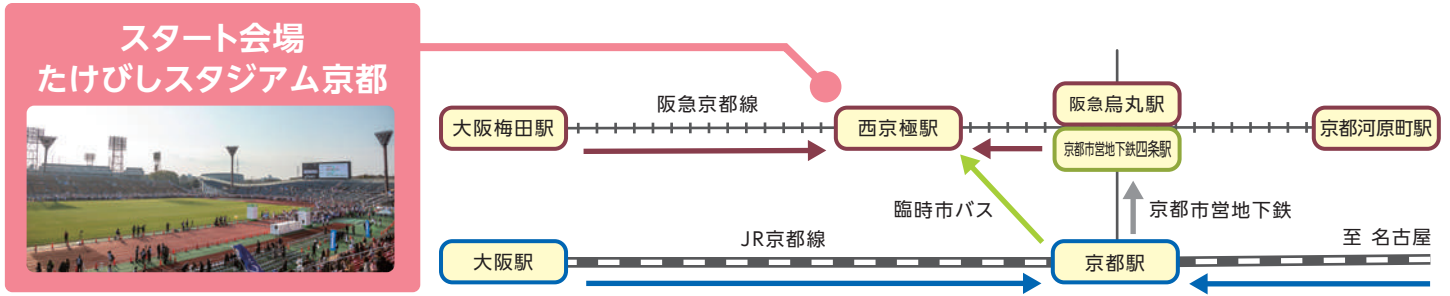 スタート会場
たけびしスタジアム京都
阪急京都線
大阪梅田駅
西京極駅
阪急烏丸駅
京都市営地下鉄四条駅
京都河原町駅
臨時市バス
京都市営地下鉄
JR京都線
至 名古屋
大阪駅
京都駅